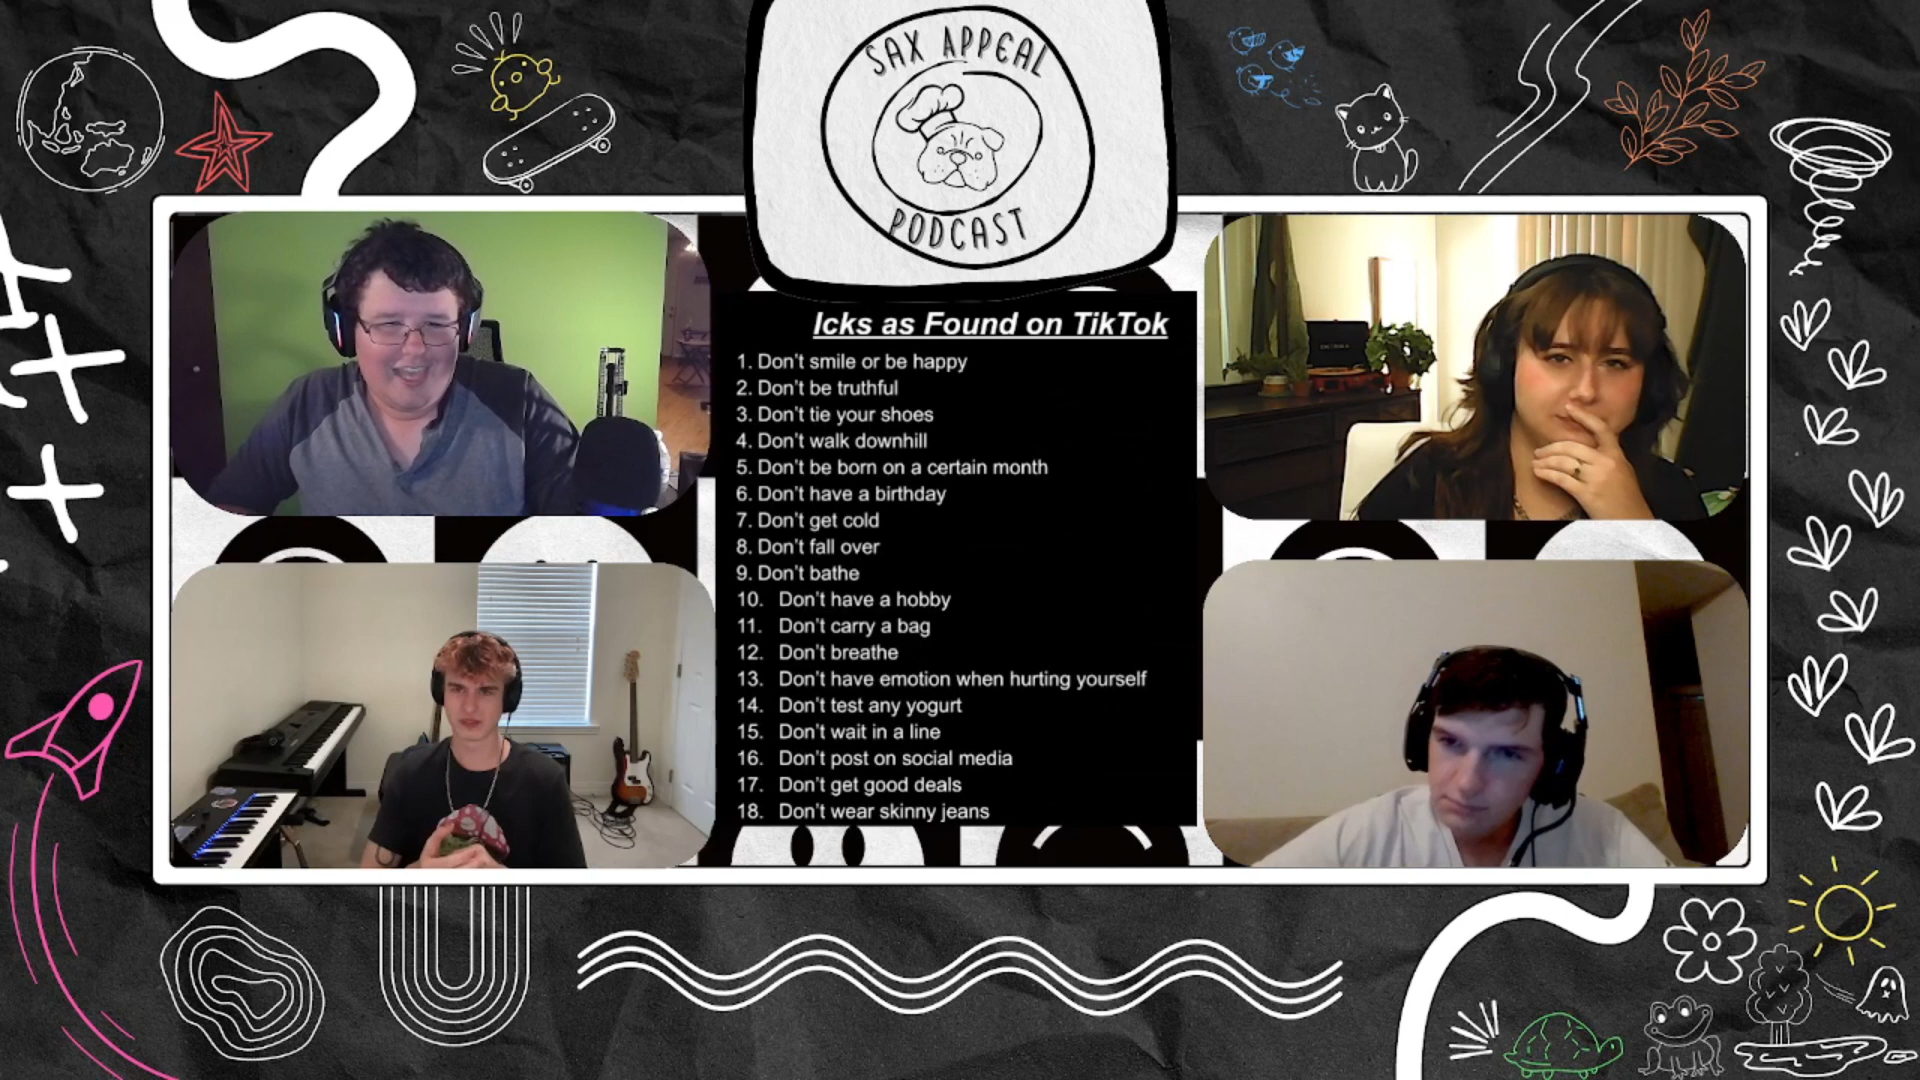 SAX APPEAL
PODCAST
Icks as Found on TikTok
1. Don't smile or be happy
2. Don't be truthful
3. Don't tie your shoes
4. Don't walk downhill
5. Don't be born on a certain month
6. Don't have a birthday
7. Don't get cold
8. Don't fall over
9. Don't bathe
10. Don't have a hobby
11. Don't carry a bag
12. Don't breathe
13. Don't have emotion when hurting yourself
14. Don't test any yogurt
15. Don't wait in a line
16. Don't post on social media
17. Don't get good deals
18. Don't wear skinny jeans